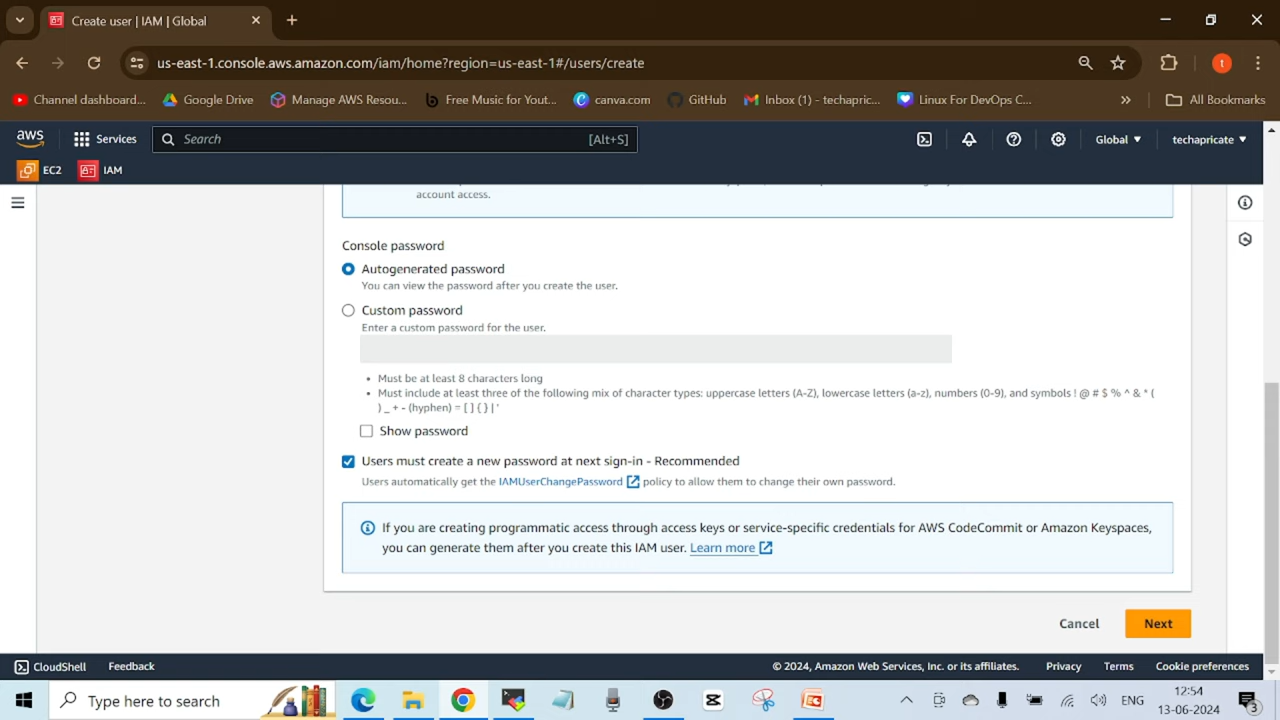 Create user | IAM | Global
us-east-1.console.aws.amazon.com/iam/home?region=us-east-1#/users/create
t
Channel dashboard... Google Drive Manage AWS Resou... Free Music for Yout... canva.com GitHub Inbox (1) - techapric... Linux For DevOps C... » All Bookmarks
aws Services Search [Alt+S] Global techapricate
EC2 IAM
account access.
Console password
Autogenerated password
You can view the password after you create the user.
Custom password
Enter a custom password for the user.
• Must be at least 8 characters long
• Must include at least three of the following mix of character types: uppercase letters (A-Z), lowercase letters (a-z), numbers (0-9), and symbols ! @ # $ % ^ & * (
) _ + - (hyphen) = [ ] { } | '
Show password
Users must create a new password at next sign-in - Recommended
Users automatically get the IAMUserChangePassword policy to allow them to change their own password.
If you are creating programmatic access through access keys or service-specific credentials for AWS CodeCommit or Amazon Keyspaces,
you can generate them after you create this IAM user. Learn more
Cancel Next
CloudShell Feedback © 2024, Amazon Web Services, Inc. or its affiliates. Privacy Terms Cookie preferences
Type here to search ENG 12:54
13-06-2024 3